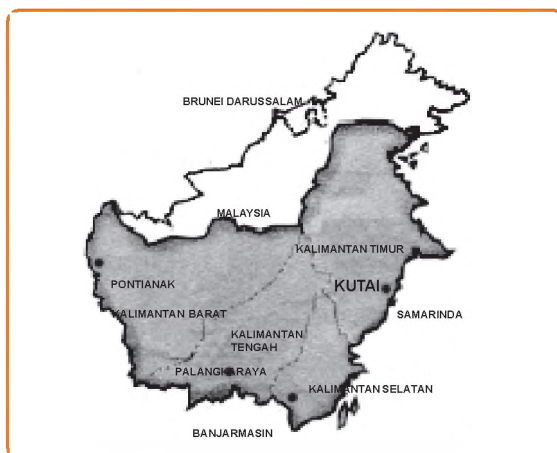 BRUNEI DARUSSALAM
MALAYSIA
KALIMANTAN TIMUR
PONTIANAK
KUTAI
KALIMANTAN BARAT
SAMARINDA
KALIMANTAN
TENGAH
PALANGKARAYA
KALIMANTAN SELATAN
BANJARMASIN